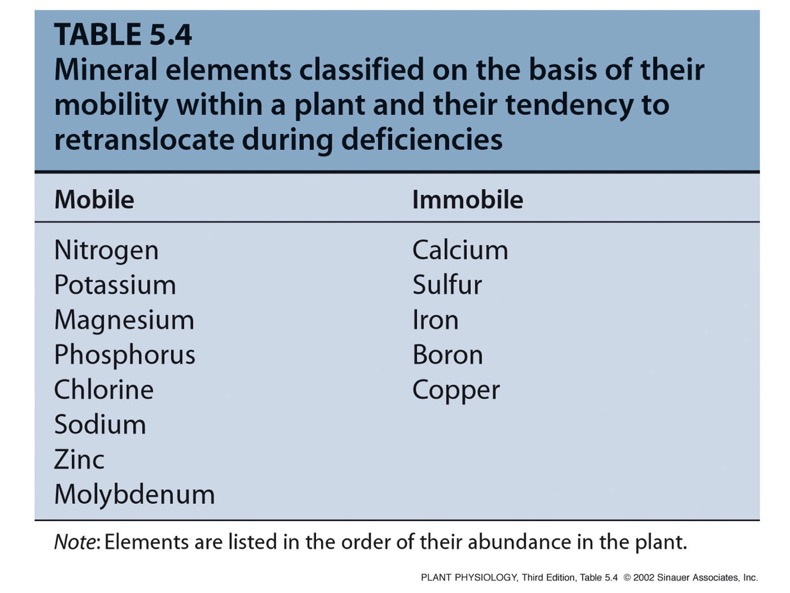 TABLE 5.4
Mineral elements classified on the basis of their
mobility within a plant and their tendency to
retranslocate during deficiencies
Mobile Immobile
Nitrogen Calcium
Potassium Sulfur
Magnesium Iron
Phosphorus Boron
Chlorine Copper
Sodium
Zinc
Molybdenum
Note: Elements are listed in the order of their abundance in the plant.
PLANT PHYSIOLOGY, Third Edition, Table 5.4 © 2002 Sinauer Associates, Inc.